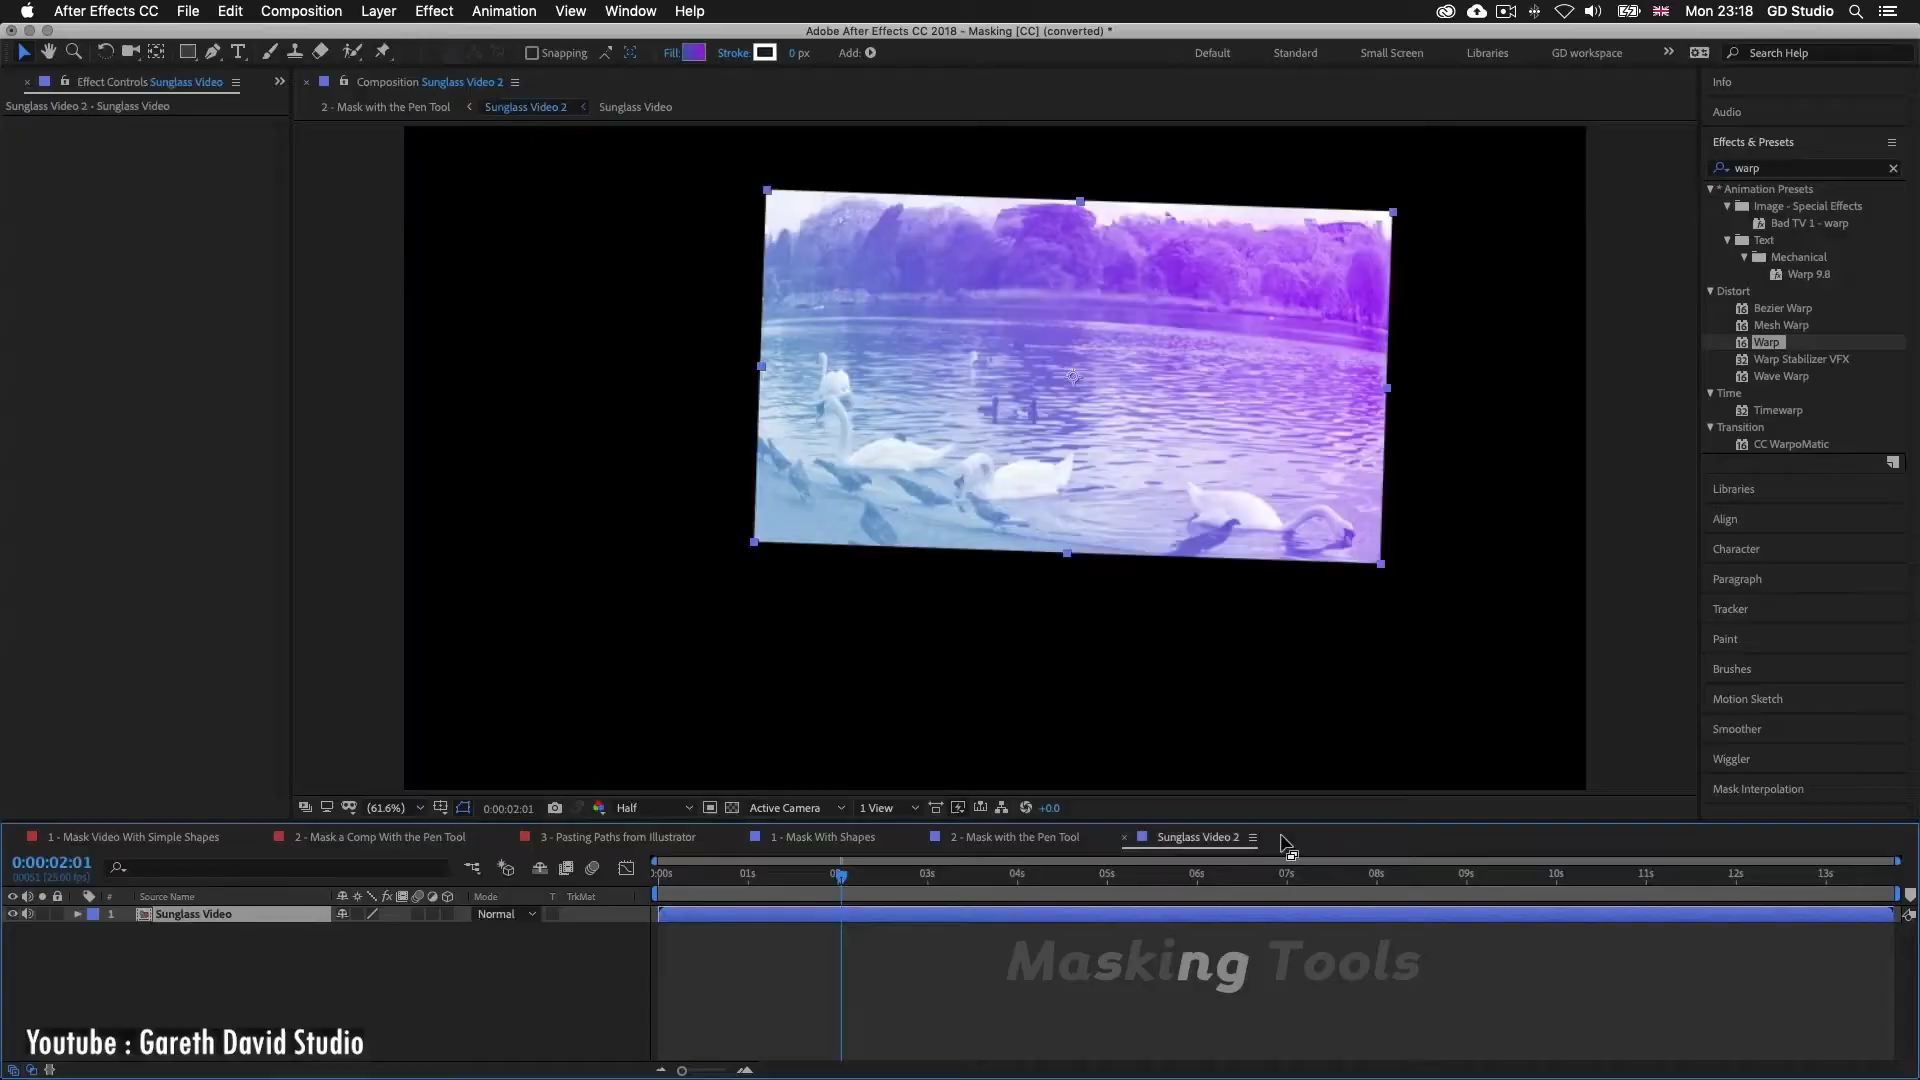 After Effects CC File Edit Composition Layer Effect Animation View Window Help Mon 23:18 GD Studio
Adobe After Effects CC 2018 - Masking [CC] (converted) *
Snapping Fill: Stroke: 0 px Add: Default Standard Small Screen Libraries GD workspace Search Help
Effect Controls Sunglass Video
Composition Sunglass Video 2
Info
Sunglass Video 2 • Sunglass Video
2 - Mask with the Pen Tool Sunglass Video 2 Sunglass Video
Audio
Effects & Presets
warp
* Animation Presets
Image - Special Effects
Bad TV 1 - warp
Text
Mechanical
Warp 9.8
Distort
Bezier Warp
Mesh Warp
Warp
Warp Stabilizer VFX
Wave Warp
Time
Timewarp
Transition
CC WarpoMatic
Libraries
Align
Character
Paragraph
Tracker
Paint
Brushes
Motion Sketch
Smoother
Wiggler
Mask Interpolation
(61.6%) 0:00:02:01 Half Active Camera 1 View +0.0
1 - Mask Video With Simple Shapes 2 - Mask a Comp With the Pen Tool 3 - Pasting Paths from Illustrator 1 - Mask With Shapes 2 - Mask with the Pen Tool Sunglass Video 2
0:00:02:01
00051 (25.00 fps)
):00s 01s 03s 04s 05s 06s 07s 08s 09s 10s 11s 12s 13s
# Source Name Mode T TrkMat
1 Sunglass Video Normal
Masking Tools
Youtube : Gareth David Studio